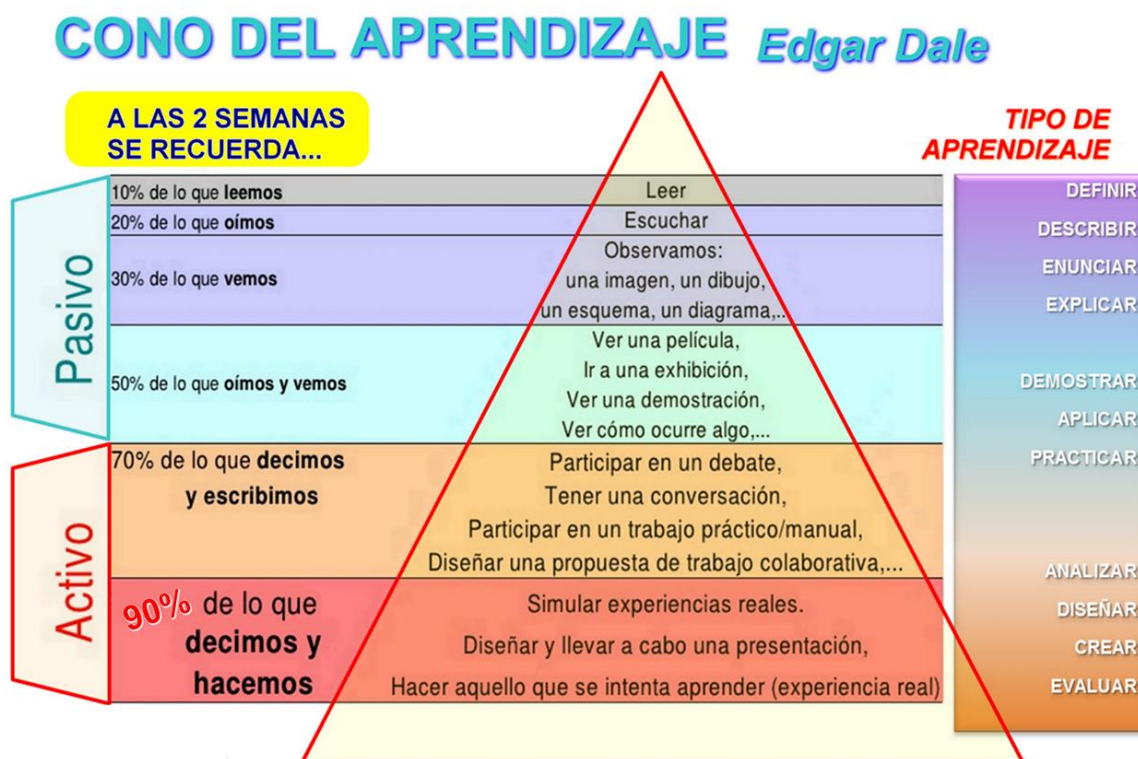 CONO DEL APRENDIZAJE Edgar Dale
A LAS 2 SEMANAS
SE RECUERDA...
TIPO DE
APRENDIZAJE
Pasivo
10% de lo que leemos
Leer
20% de lo que oímos
Escuchar
30% de lo que vemos
Observamos:
una imagen, un dibujo,
un esquema, un diagrama,..
50% de lo que oímos y vemos
Ver una película,
Ir a una exhibición,
Ver una demostración,
Ver cómo ocurre algo,...
Activo
70% de lo que decimos
y escribimos
Participar en un debate,
Tener una conversación,
Participar en un trabajo práctico/manual,
Diseñar una propuesta de trabajo colaborativa,...
90% de lo que
decimos y
hacemos
Simular experiencias reales.
Diseñar y llevar a cabo una presentación,
Hacer aquello que se intenta aprender (experiencia real)
DEFINIR
DESCRIBIR
ENUNCIAR
EXPLICAR
DEMOSTRAR
APLICAR
PRACTICAR
ANALIZAR
DISEÑAR
CREAR
EVALUAR